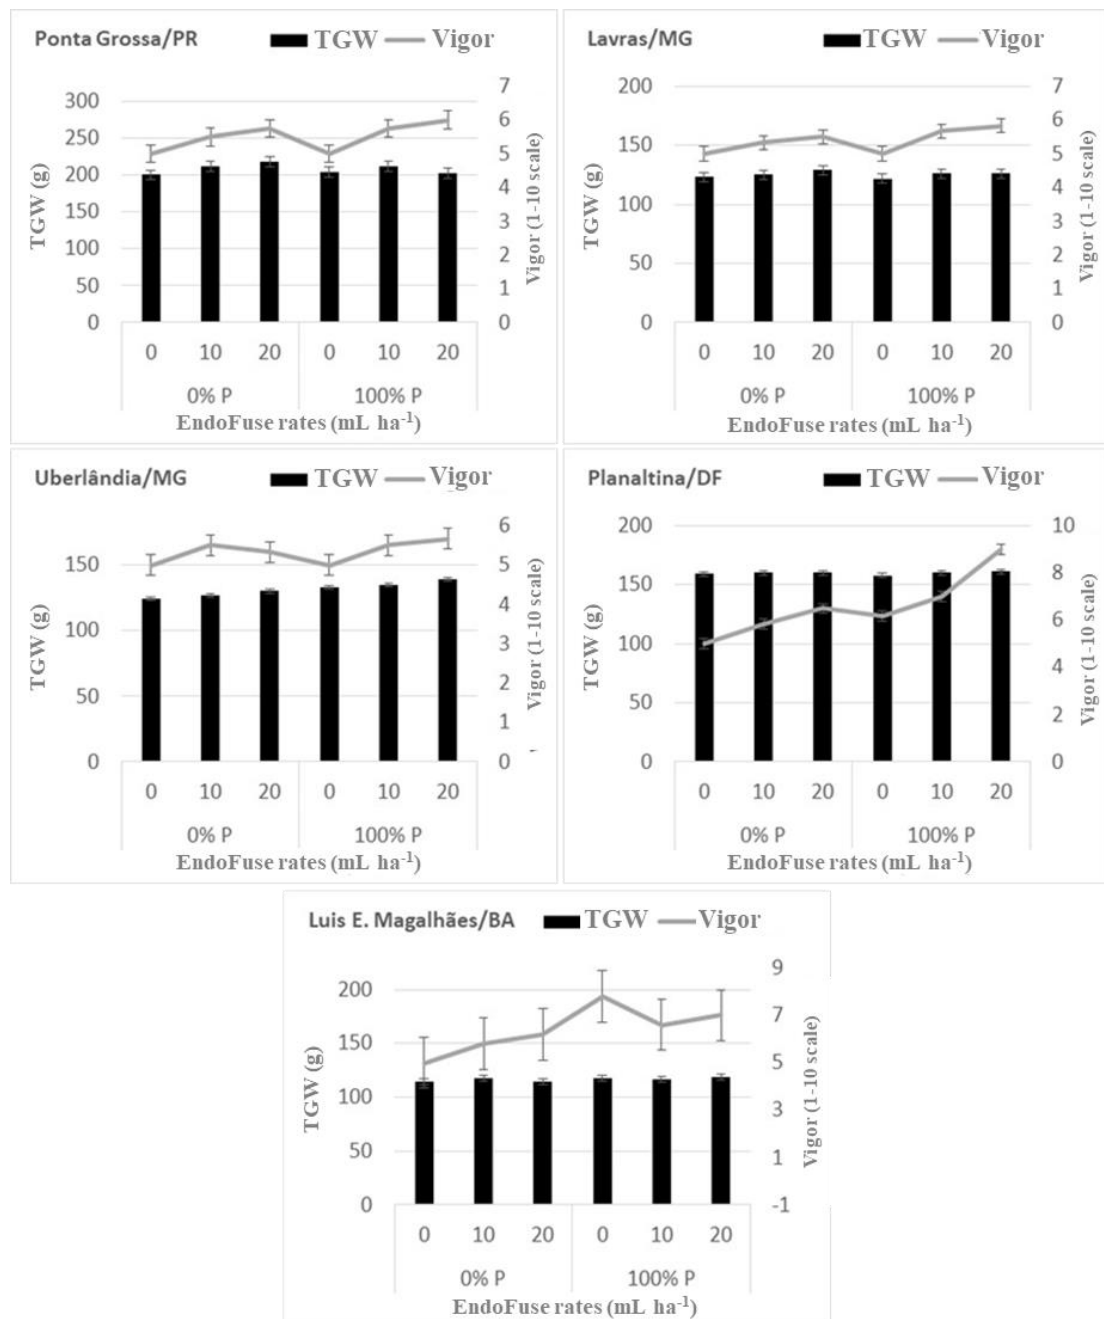 Ponta Grossa/PR TGW Vigor
TGW (g)
300
250
200
150
100
50
0
Vigor (1-10 scale)
7
6
5
4
3
2
1
0
0 10 20 0 10 20
0% P 100% P
EndoFuse rates (mL ha⁻¹)
Lavras/MG TGW Vigor
TGW (g)
200
150
100
50
0
Vigor (1-10 scale)
7
6
5
4
3
2
1
0
0 10 20 0 10 20
0% P 100% P
EndoFuse rates (mL ha⁻¹)
Uberlândia/MG TGW Vigor
TGW (g)
150
100
50
0
Vigor (1-10 scale)
6
5
4
3
2
1
0
0 10 20 0 10 20
0% P 100% P
EndoFuse rates (mL ha⁻¹)
Planaltina/DF TGW Vigor
TGW (g)
200
150
100
50
0
Vigor (1-10 scale)
10
8
6
4
2
0
0 10 20 0 10 20
0% P 100% P
EndoFuse rates (mL ha⁻¹)
Luis E. Magalhães/BA TGW Vigor
TGW (g)
200
150
100
50
0
Vigor (1-10 scale)
9
7
5
3
1
-1
0 10 20 0 10 20
0% P 100% P
EndoFuse rates (mL ha⁻¹)